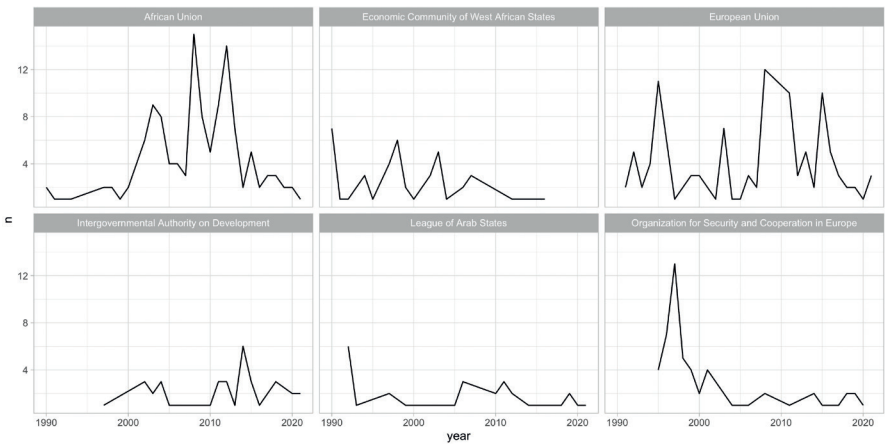 African Union
Economic Community of West African States
European Union
12
8
4
Intergovernmental Authority on Development
League of Arab States
Organization for Security and Cooperation in Europe
12
8
4
n
1990
2000
2010
2020
1990
2000
2010
2020
1990
2000
2010
2020
year